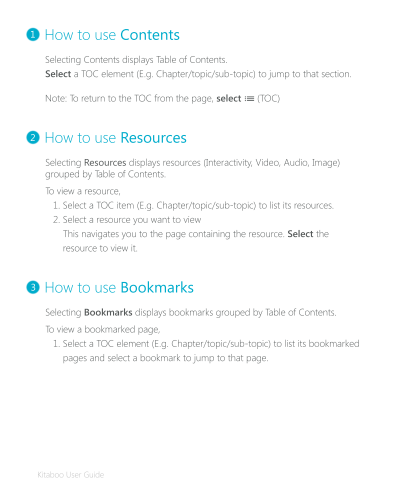 1 How to use Contents
Selecting Contents displays Table of Contents.
Select a TOC element (E.g. Chapter/topic/sub-topic) to jump to that section.
Note: To return to the TOC from the page, select (TOC)
2 How to use Resources
Selecting Resources displays resources (Interactivity, Video, Audio, Image)
grouped by Table of Contents.
To view a resource,
1. Select a TOC item (E.g. Chapter/topic/sub-topic) to list its resources.
2. Select a resource you want to view
This navigates you to the page containing the resource. Select the
resource to view it.
3 How to use Bookmarks
Selecting Bookmarks displays bookmarks grouped by Table of Contents.
To view a bookmarked page,
1. Select a TOC element (E.g. Chapter/topic/sub-topic) to list its bookmarked
pages and select a bookmark to jump to that page.
Kitaboo User Guide